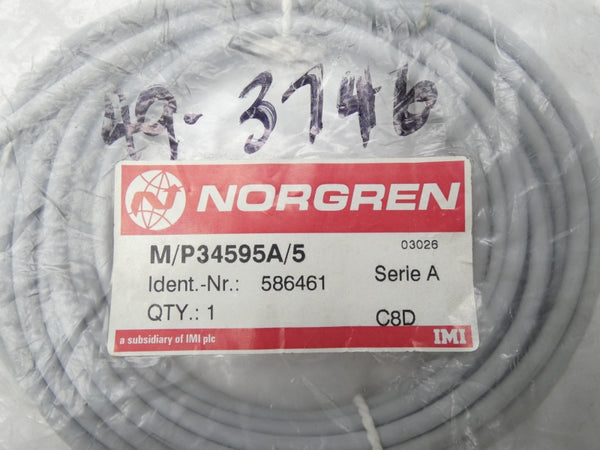 49-3746
NORGREN
M/P34595A/5
03026
Ident.-Nr.: 586461
Serie A
QTY.: 1
C8D
a subsidiary of IMI plc
IMI